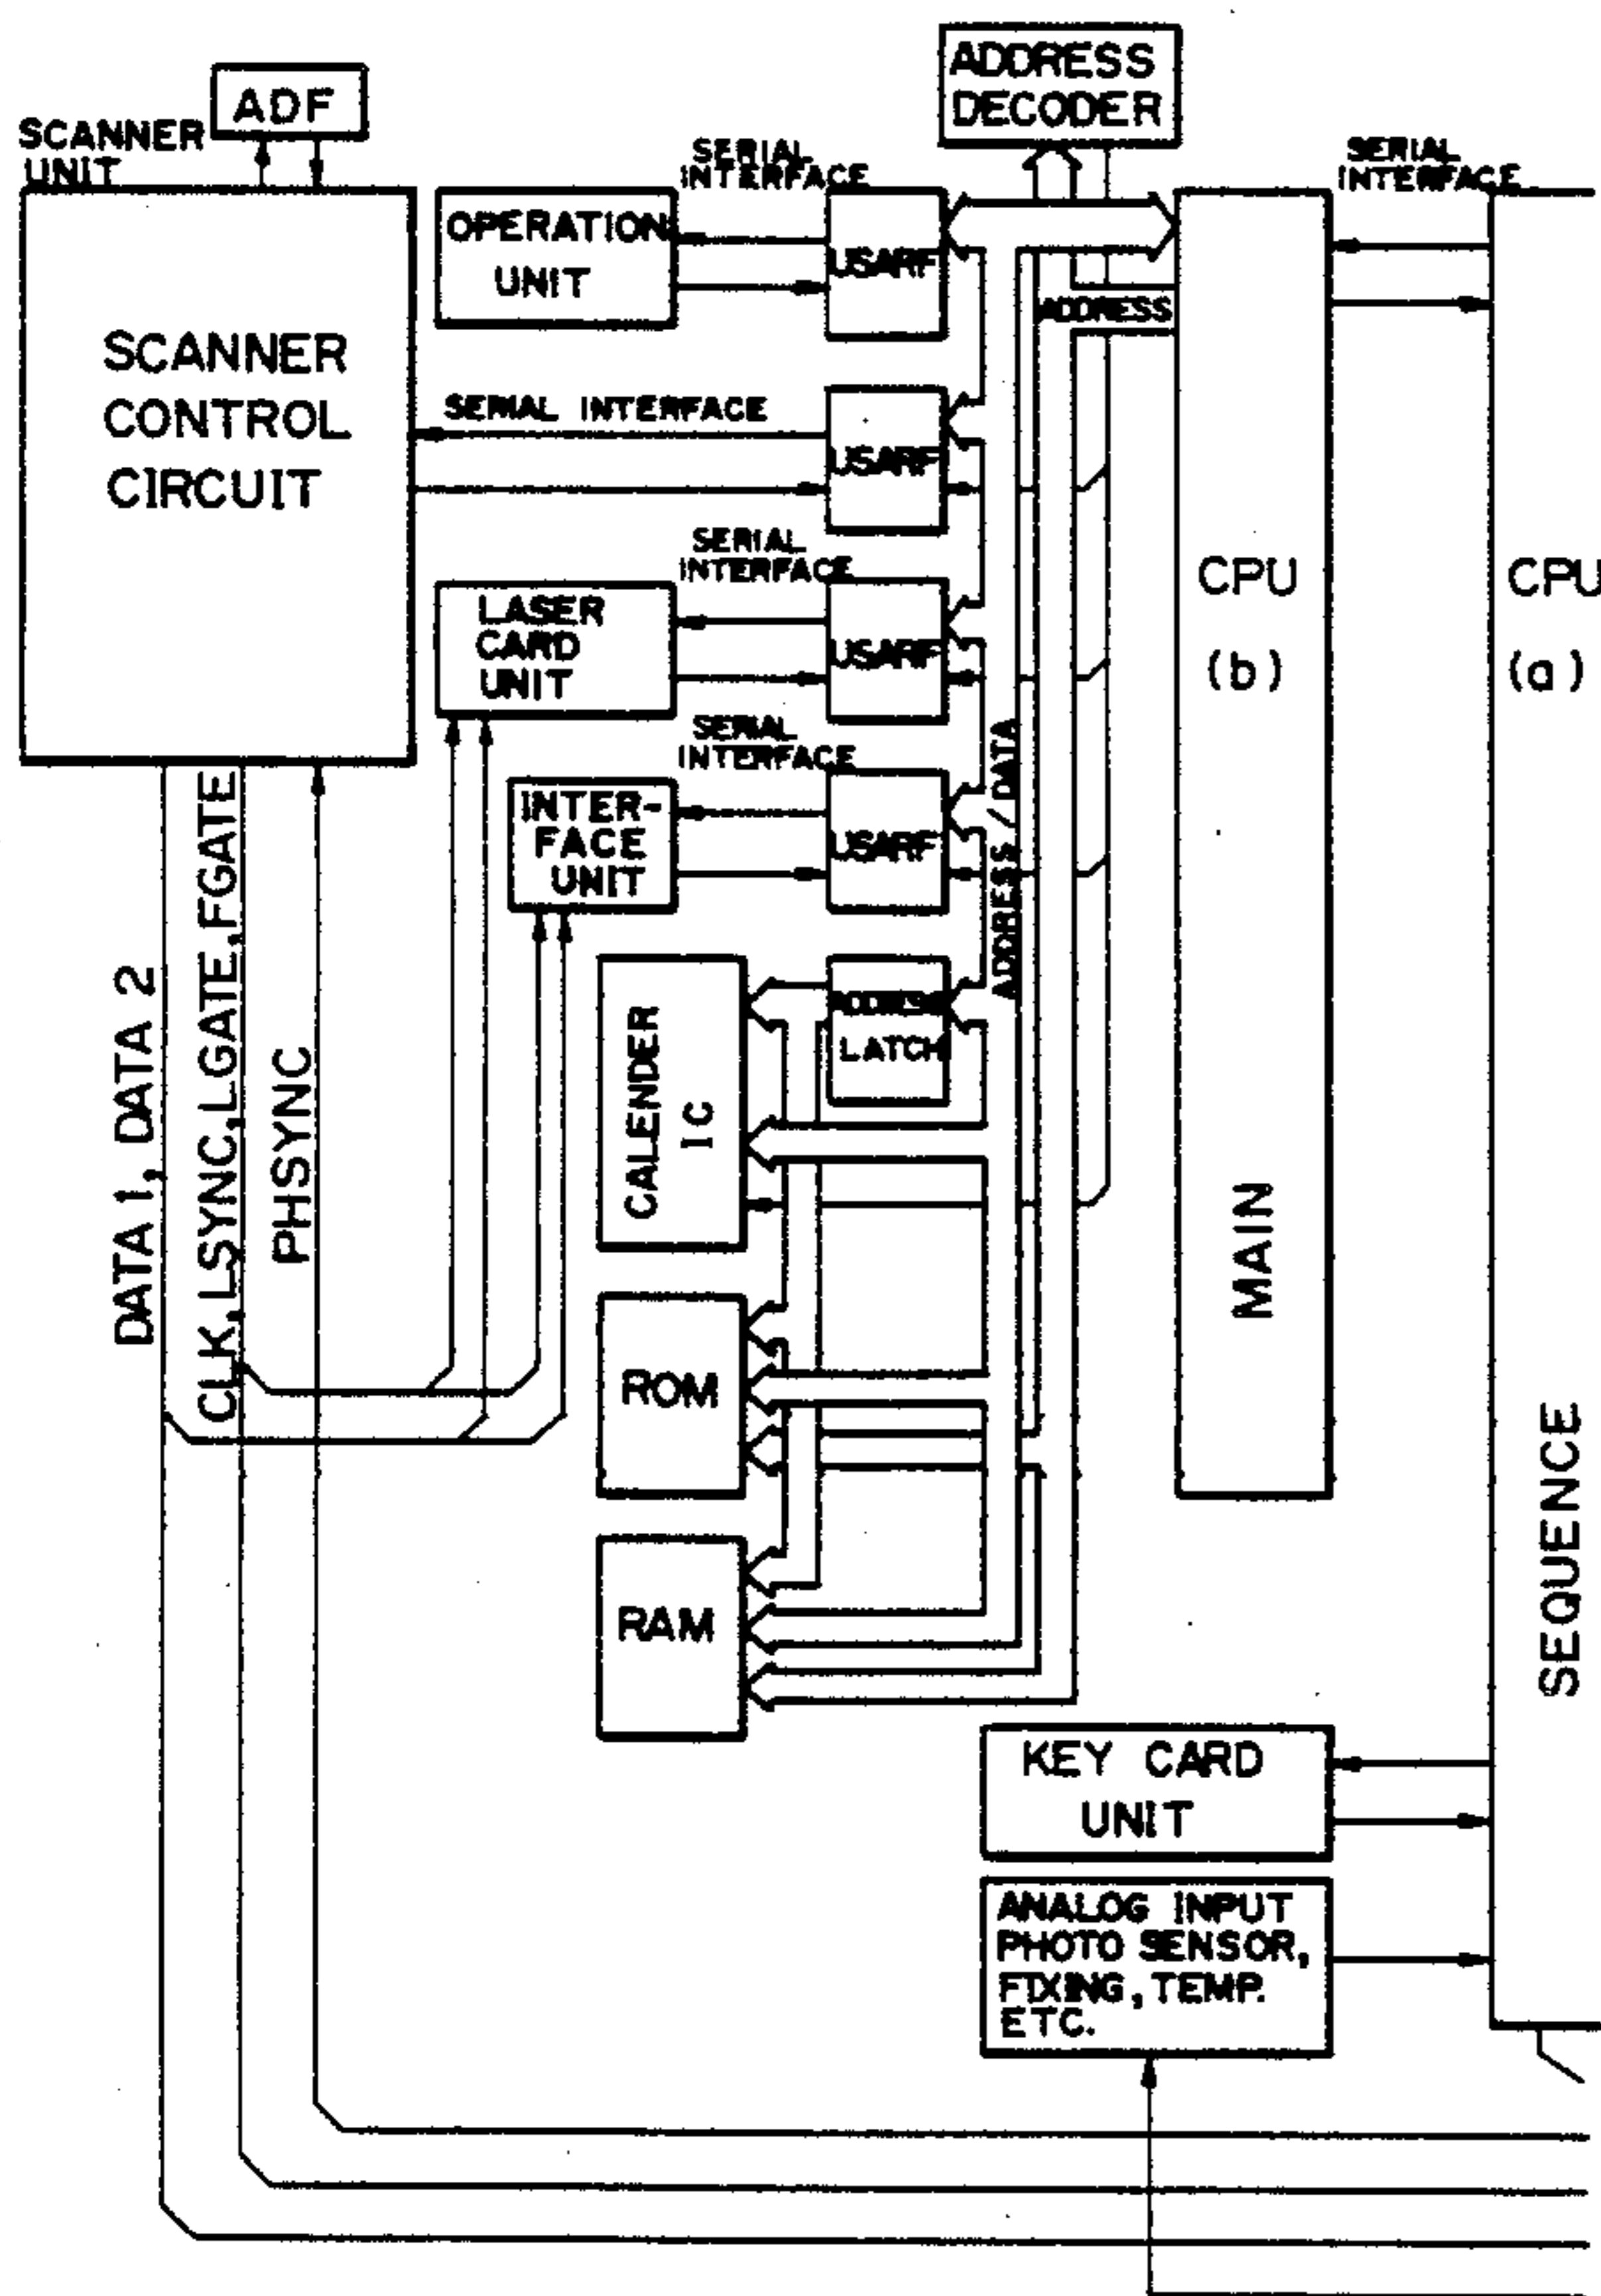 ADDRESS
DECODER
ADF
SCANNER
UNIT
SERIAL
INTERFACE
SERIAL
INTERFACE
OPERATION
UNIT
USARF
ADDRESS
SCANNER
CONTROL
CIRCUIT
SERIAL INTERFACE
USARF
SERIAL
INTERFACE
LASER
CARD
UNIT
USARF
CPU
(b)
MAIN
CPU
(a)
SEQUENCE
SERIAL
INTERFACE
INTER-
FACE
UNIT
USARF
ADDRESS/DATA
DATA 1, DATA 2
CLK,LSYNC,LGATE,FGATE
PHSYNC
CALENDER
IC
ADDRESS
LATCH
ROM
RAM
KEY CARD
UNIT
ANALOG INPUT
PHOTO SENSOR,
FIXING, TEMP.
ETC.